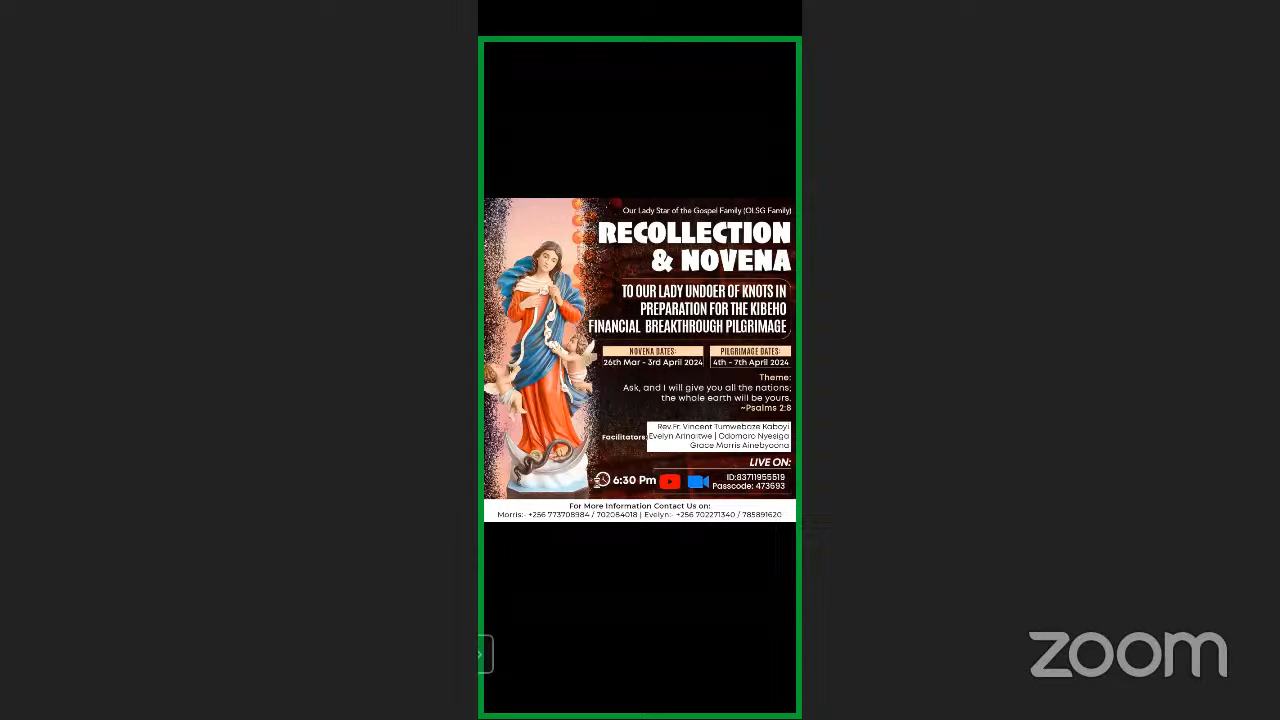 Our Lady Star of the Gospel Family (OLSG Family)
RECOLLECTION
& NOVENA
TO OUR LADY UNDOER OF KNOTS IN
PREPARATION FOR THE KIBEHO
FINANCIAL BREAKTHROUGH PILGRIMAGE
NOVENA DATES:
26th Mar - 3rd April 2024
PILGRIMAGE DATES:
4th - 7th April 2024
Theme:
Ask, and I will give you all the nations;
the whole earth will be yours.
~Psalms 2:8
Facilitators:
Rev.Fr. Vincent Tumwebaze Kaboyi
Evelyn Arinaitwe | Odomaro Nyesiga
Grace Morris Ainebyoona
LIVE ON:
6:30 Pm
ID:83711955519
Passcode: 473693
For More Information Contact Us on:
Morris:- +256 773708984 / 702084018 | Evelyn:- +256 702271340 / 785891620
zoom